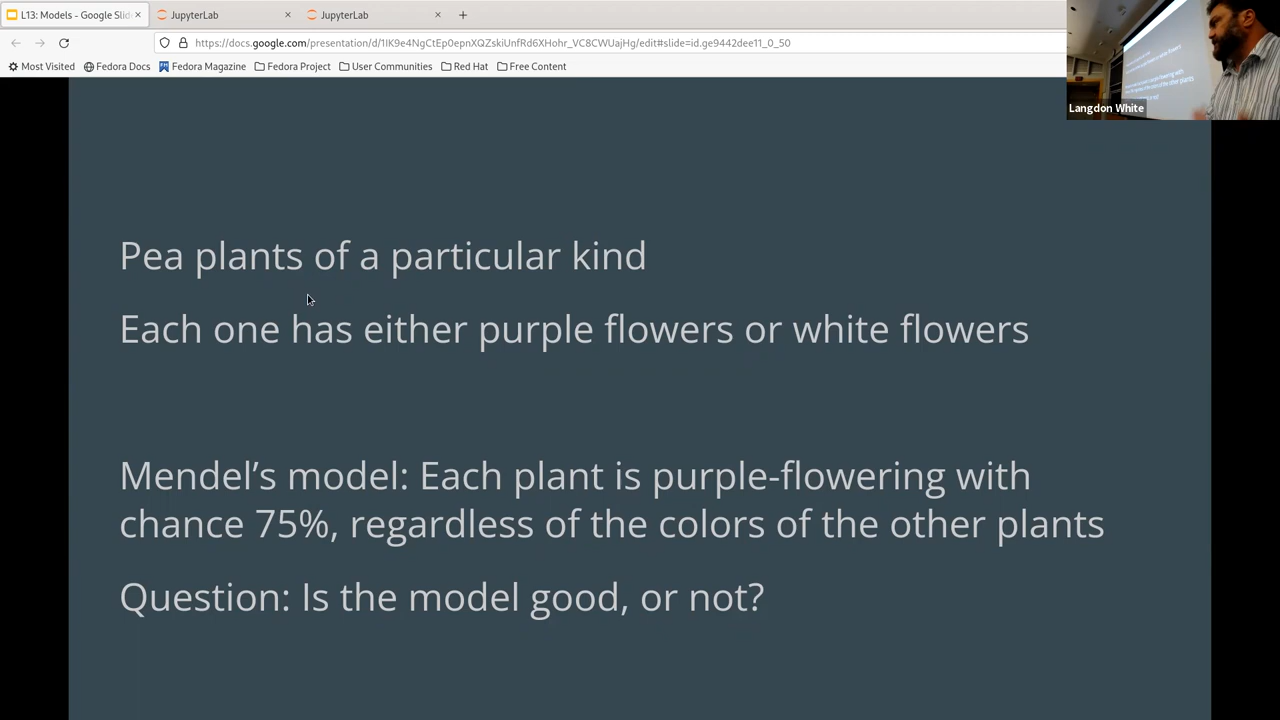 L13: Models - Google Slid
JupyterLab
JupyterLab
https://docs.google.com/presentation/d/1IK9e4NgCtEp0epnXQZskiUnfRd6XHohr_VC8CWUajHg/edit#slide=id.ge9442dee11_0_50
Most Visited
Fedora Docs
Fedora Magazine
Fedora Project
User Communities
Red Hat
Free Content
Langdon White
Pea plants of a particular kind
Each one has either purple flowers or white flowers
Mendel’s model: Each plant is purple-flowering with
chance 75%, regardless of the colors of the other plants
Question: Is the model good, or not?